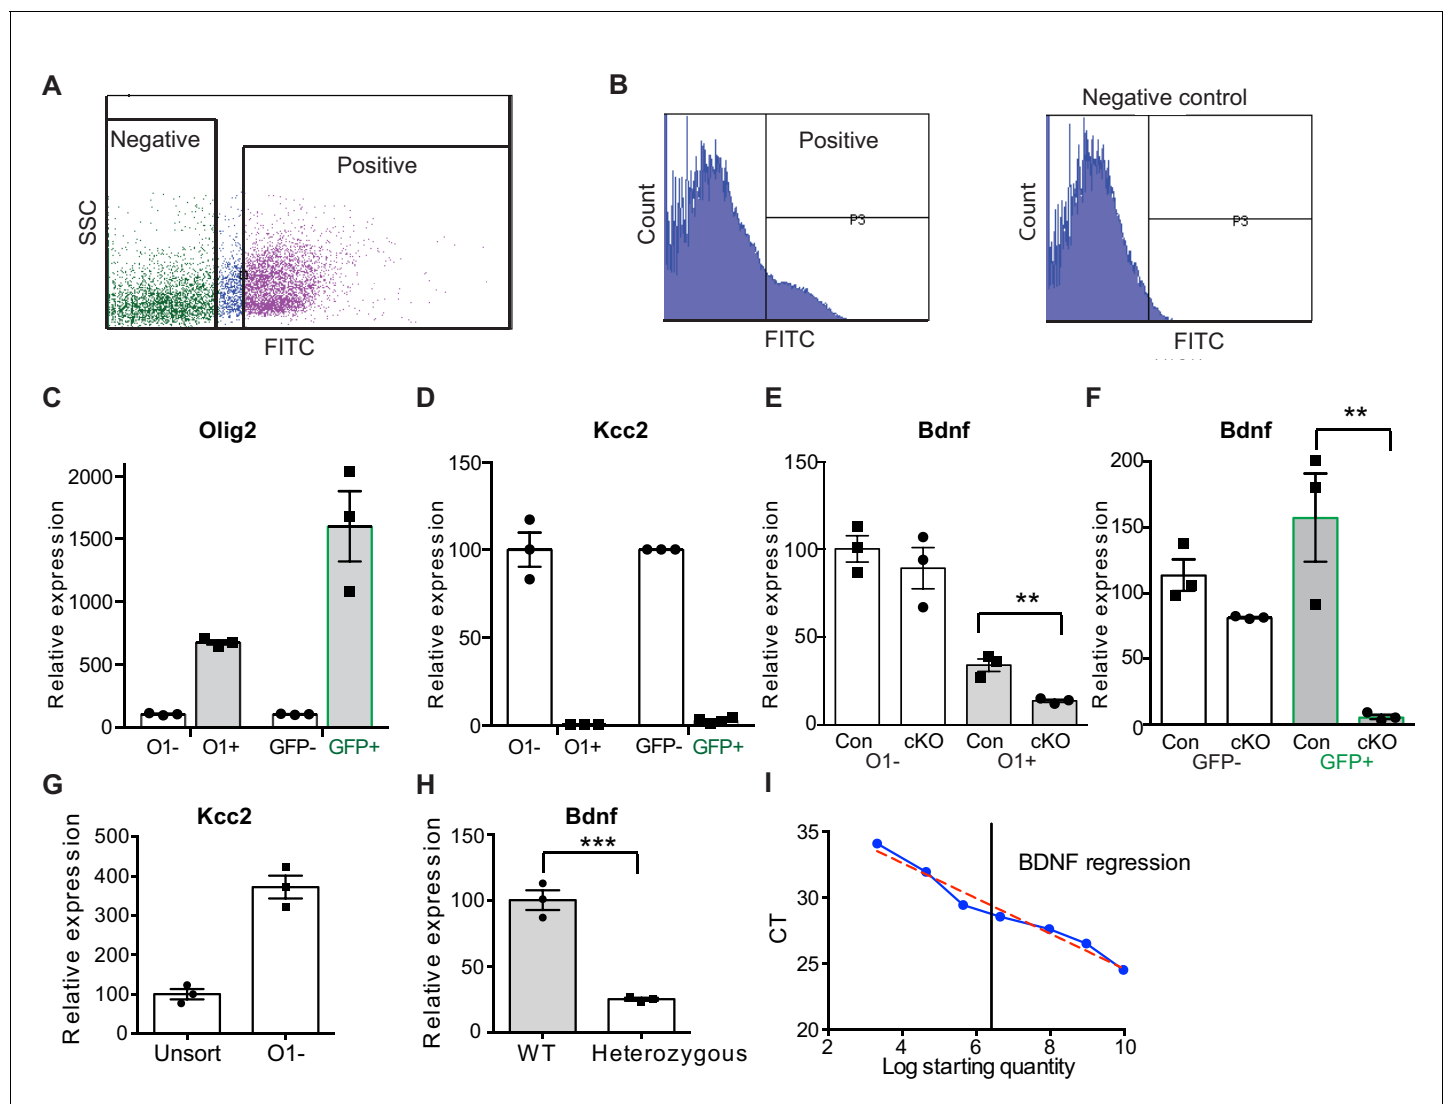 A
Negative
Positive
SSC
FITC
B
Positive
P3
Count
FITC
Negative control
P3
Count
FITC
C
Olig2
Relative expression
2000
1500
1000
500
0
O1- O1+ GFP- GFP+
D
Kcc2
Relative expression
150
100
50
0
O1- O1+ GFP- GFP+
E
Bdnf
Relative expression
150
100
50
0
**
Con cKO Con cKO
O1- O1+
F
Bdnf
Relative expression
200
150
100
50
0
**
Con cKO Con cKO
GFP- GFP+
G
Kcc2
Relative expression
500
400
300
200
100
0
Unsort O1-
H
Bdnf
Relative expression
150
100
50
0
***
WT Heterozygous
I
CT
35
30
25
20
BDNF regression
2 4 6 8 10
Log starting quantity